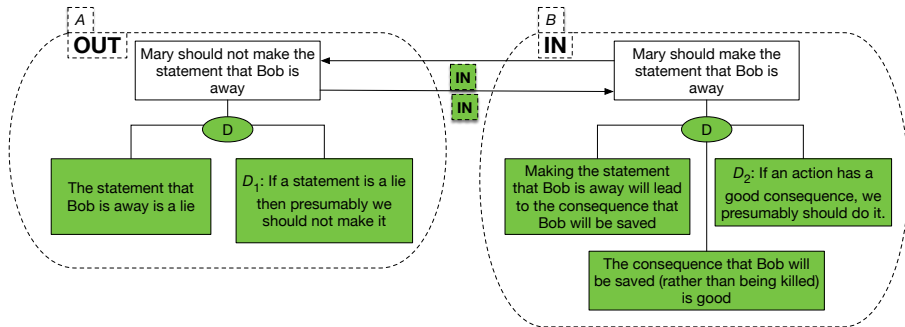 A
OUT
Mary should not make the
statement that Bob is
away
D
The statement that
Bob is away is a lie
D1: If a statement is a lie
then presumably we
should not make it
IN
IN
B
IN
Mary should make the
statement that Bob is
away
D
Making the statement
that Bob is away will lead
to the consequence that
Bob will be saved
D2: If an action has a
good consequence, we
presumably should do it.
The consequence that Bob will
be saved (rather than being killed)
is good